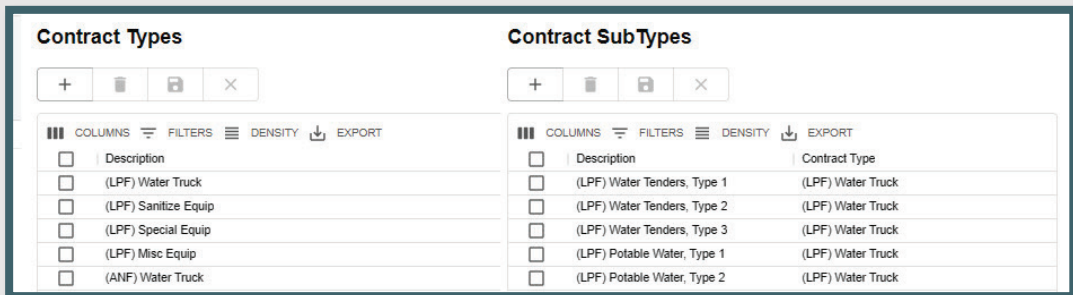 Contract Types
COLUMNS FILTERS DENSITY EXPORT
Description
(LPF) Water Truck
(LPF) Sanitize Equip
(LPF) Special Equip
(LPF) Misc Equip
(ANF) Water Truck
Contract SubTypes
COLUMNS FILTERS DENSITY EXPORT
Description Contract Type
(LPF) Water Tenders, Type 1 (LPF) Water Truck
(LPF) Water Tenders, Type 2 (LPF) Water Truck
(LPF) Water Tenders, Type 3 (LPF) Water Truck
(LPF) Potable Water, Type 1 (LPF) Water Truck
(LPF) Potable Water, Type 2 (LPF) Water Truck